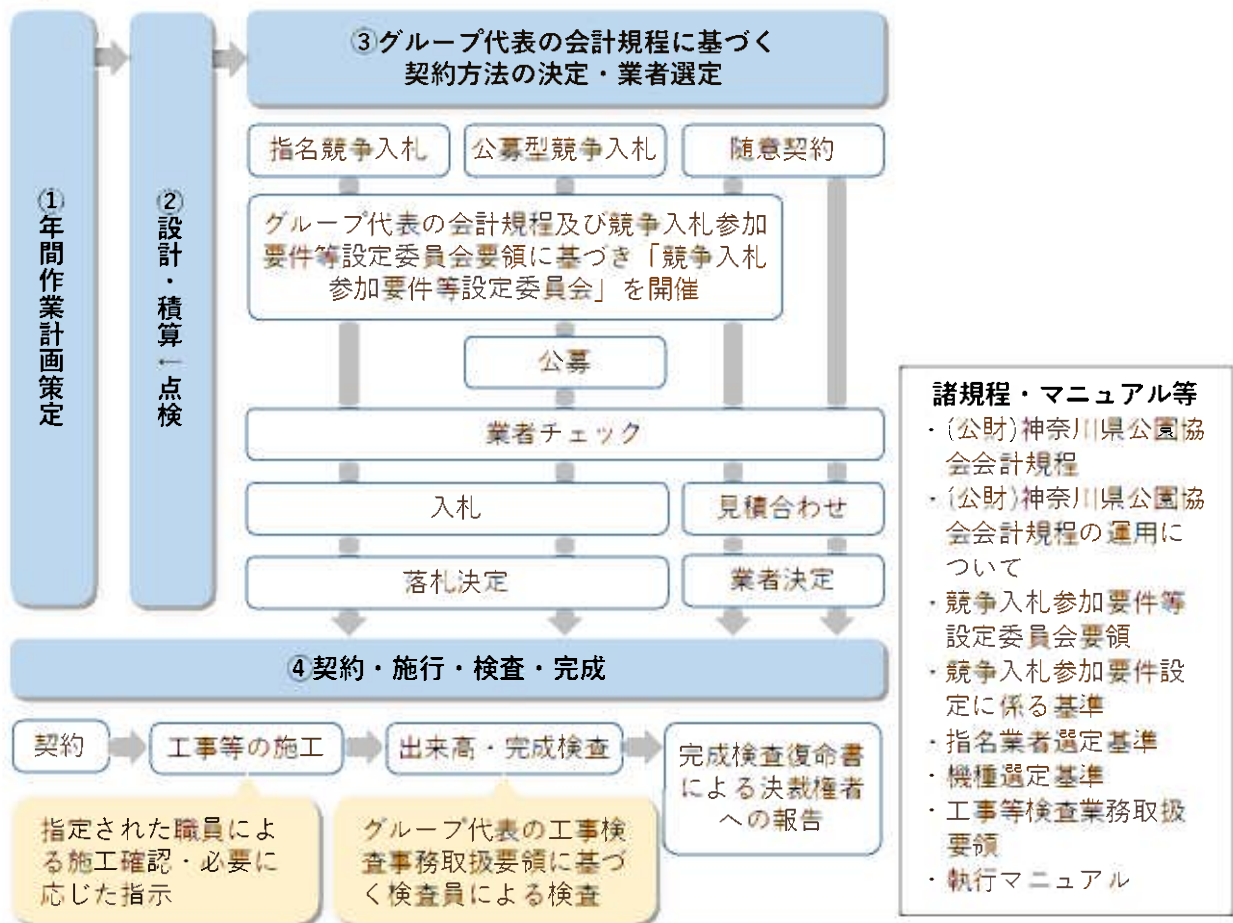 ①年間作業計画策定
②設計・積算←点検
③グループ代表の会計規程に基づく
契約方法の決定・業者選定
指名競争入札
公募型競争入札
随意契約
グループ代表の会計規程及び競争入札参加
要件等設定委員会要領に基づき「競争入札
参加要件等設定委員会」を開催
公募
業者チェック
入札
見積合わせ
落札決定
業者決定
④契約・施行・検査・完成
契約
工事等の施工
出来高・完成検査
完成検査復命書
による決裁権者
への報告
指定された職員によ
る施工確認・必要に
応じた指示
グループ代表の工事検
査事務取扱要領に基づ
く検査員による検査
諸規程・マニュアル等
・(公財)神奈川県公園協
会会計規程
・(公財)神奈川県公園協
会会計規程の運用に
ついて
・競争入札参加要件等
設定委員会要領
・競争入札参加要件設
定に係る基準
・指名業者選定基準
・機種選定基準
・工事等検査業務取扱
要領
・執行マニュアル